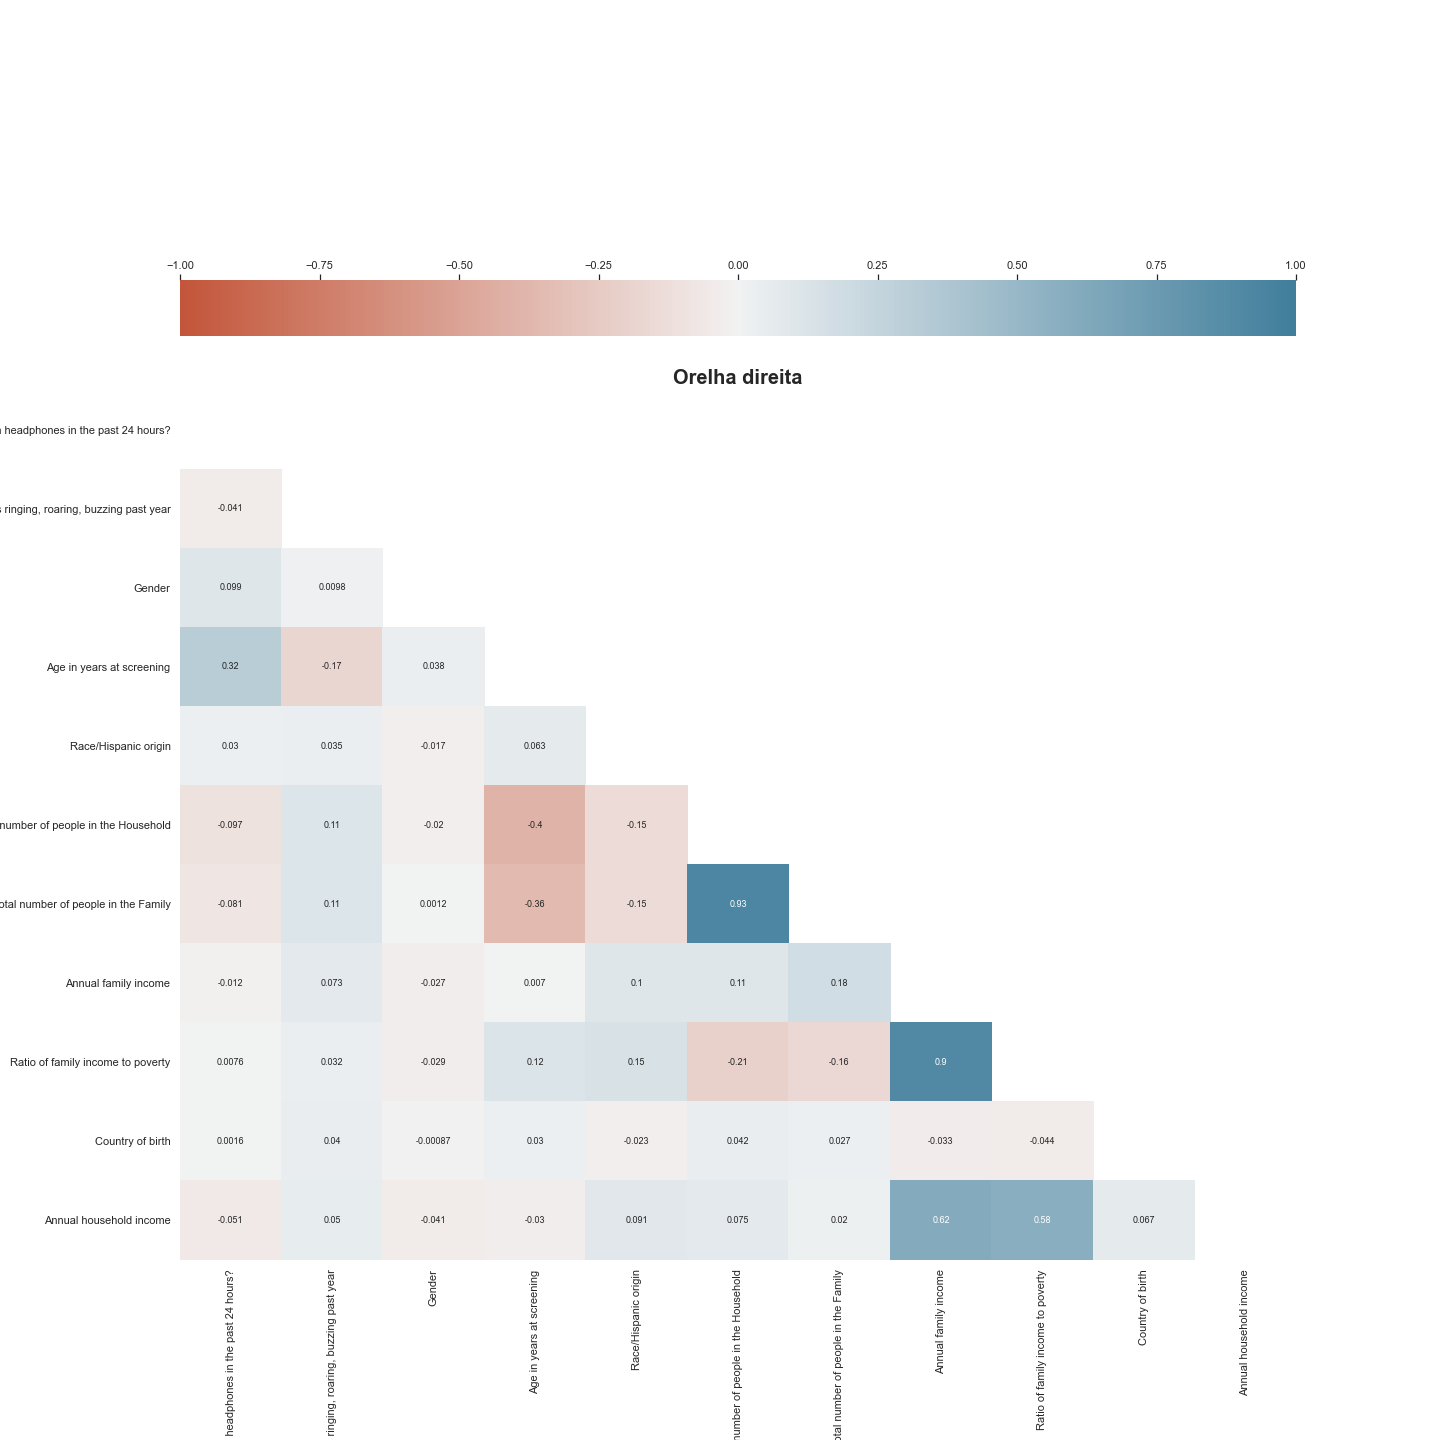 −1.00 −0.75 −0.50 −0.25 0.00 0.25 0.50 0.75 1.00
Orelha direita
headphones in the past 24 hours?
ringing, roaring, buzzing past year -0.041
Gender 0.099 0.0098
Age in years at screening 0.32 -0.17 0.038
Race/Hispanic origin 0.03 0.035 -0.017 0.063
number of people in the Household -0.097 0.11 -0.02 -0.4 -0.15
otal number of people in the Family -0.081 0.11 0.0012 -0.36 -0.15 0.93
Annual family income -0.012 0.073 -0.027 0.007 0.1 0.11 0.18
Ratio of family income to poverty 0.0076 0.032 -0.029 0.12 0.15 -0.21 -0.16 0.9
Country of birth 0.0016 0.04 -0.00087 0.03 -0.023 0.042 0.027 -0.033 -0.044
Annual household income -0.051 0.05 -0.041 -0.03 0.091 0.075 0.02 0.62 0.58 0.067
headphones in the past 24 hours?
ringing, roaring, buzzing past year
Gender
Age in years at screening
Race/Hispanic origin
number of people in the Household
otal number of people in the Family
Annual family income
Ratio of family income to poverty
Country of birth
Annual household income